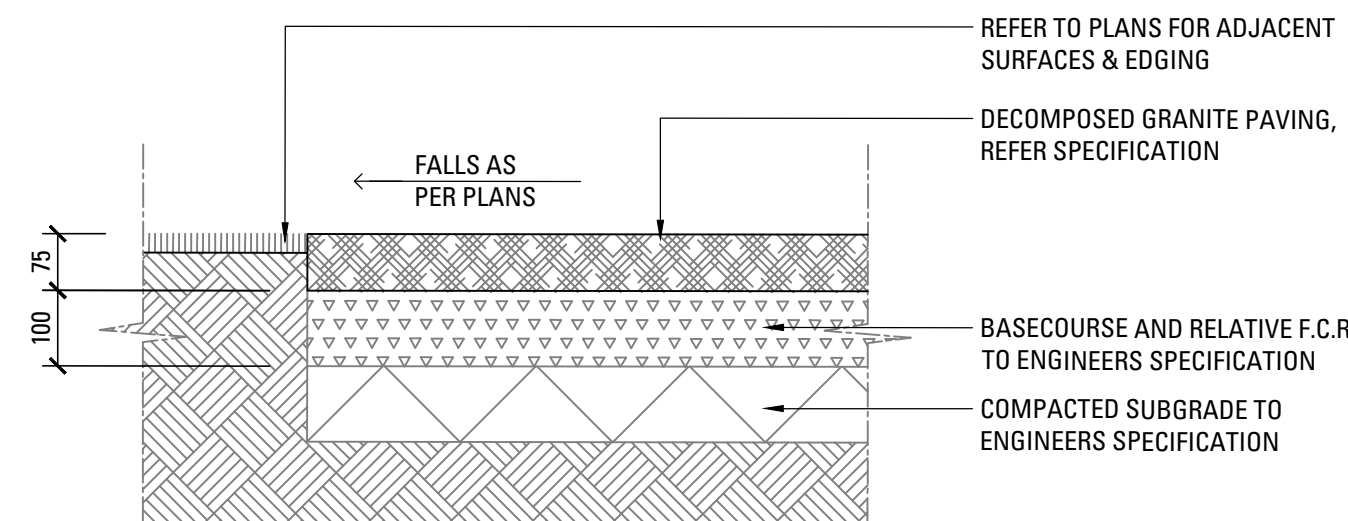 REFER TO PLANS FOR ADJACENT
SURFACES & EDGING
DECOMPOSED GRANITE PAVING,
REFER SPECIFICATION
FALLS AS
PER PLANS
75
100
BASECOURSE AND RELATIVE F.C.R
TO ENGINEERS SPECIFICATION
COMPACTED SUBGRADE TO
ENGINEERS SPECIFICATION